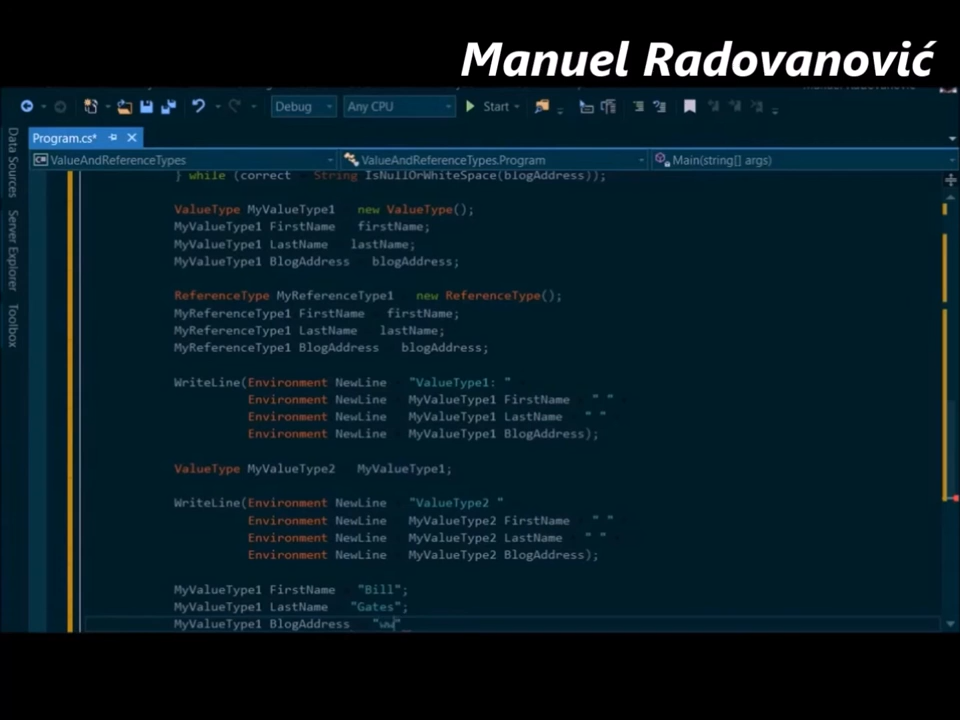 Manuel Radovanović
Debug Any CPU Start
Program.cs*
ValueAndReferenceTypes ValueAndReferenceTypes.Program Main(string[] args)
Data Sources
Server Explorer
Toolbox
} while (correct = String IsNullOrWhiteSpace(blogAddress));
ValueType MyValueType1 new ValueType();
MyValueType1 FirstName firstName;
MyValueType1 LastName lastName;
MyValueType1 BlogAddress blogAddress;
ReferenceType MyReferenceType1 new ReferenceType();
MyReferenceType1 FirstName firstName;
MyReferenceType1 LastName lastName;
MyReferenceType1 BlogAddress blogAddress;
WriteLine(Environment NewLine "ValueType1: "
Environment NewLine MyValueType1 FirstName " "
Environment NewLine MyValueType1 LastName " "
Environment NewLine MyValueType1 BlogAddress);
ValueType MyValueType2 MyValueType1;
WriteLine(Environment NewLine "ValueType2 "
Environment NewLine MyValueType2 FirstName " "
Environment NewLine MyValueType2 LastName " "
Environment NewLine MyValueType2 BlogAddress);
MyValueType1 FirstName "Bill";
MyValueType1 LastName "Gates";
MyValueType1 BlogAddress "ww"